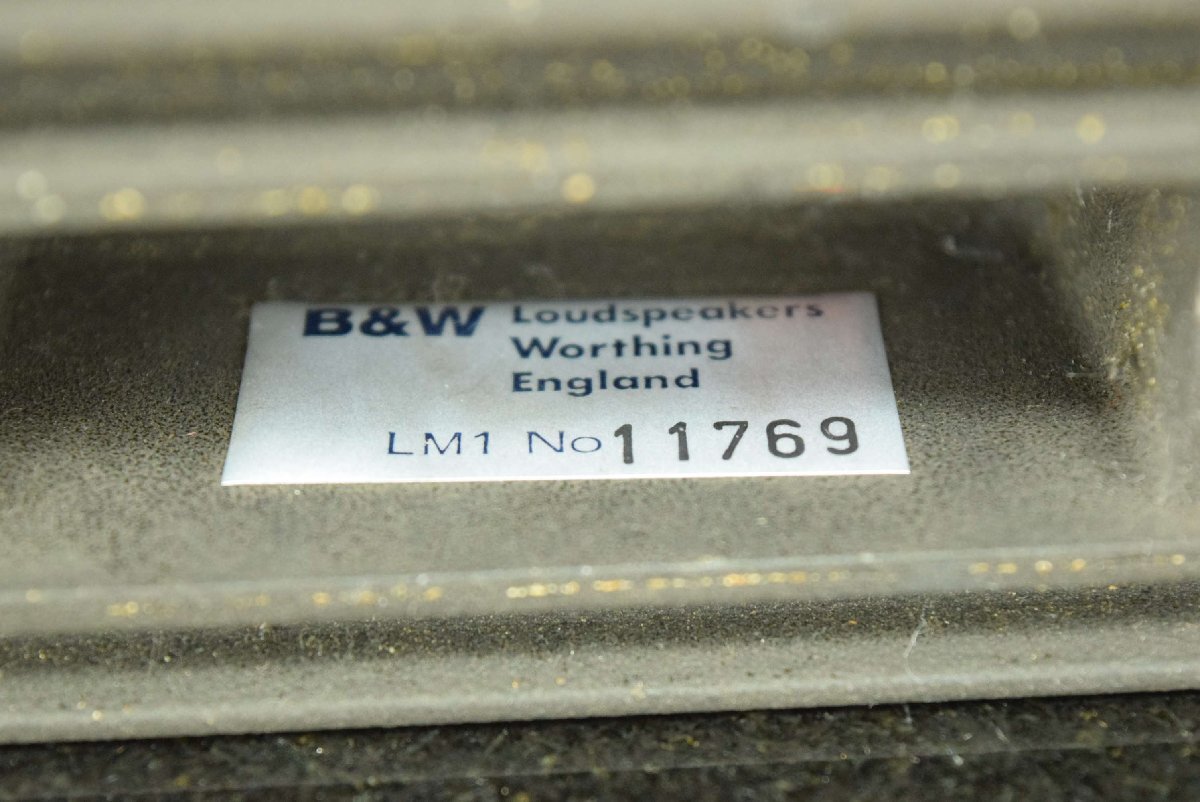 B&W Loudspeakers
Worthing
England
LM1 No 11769